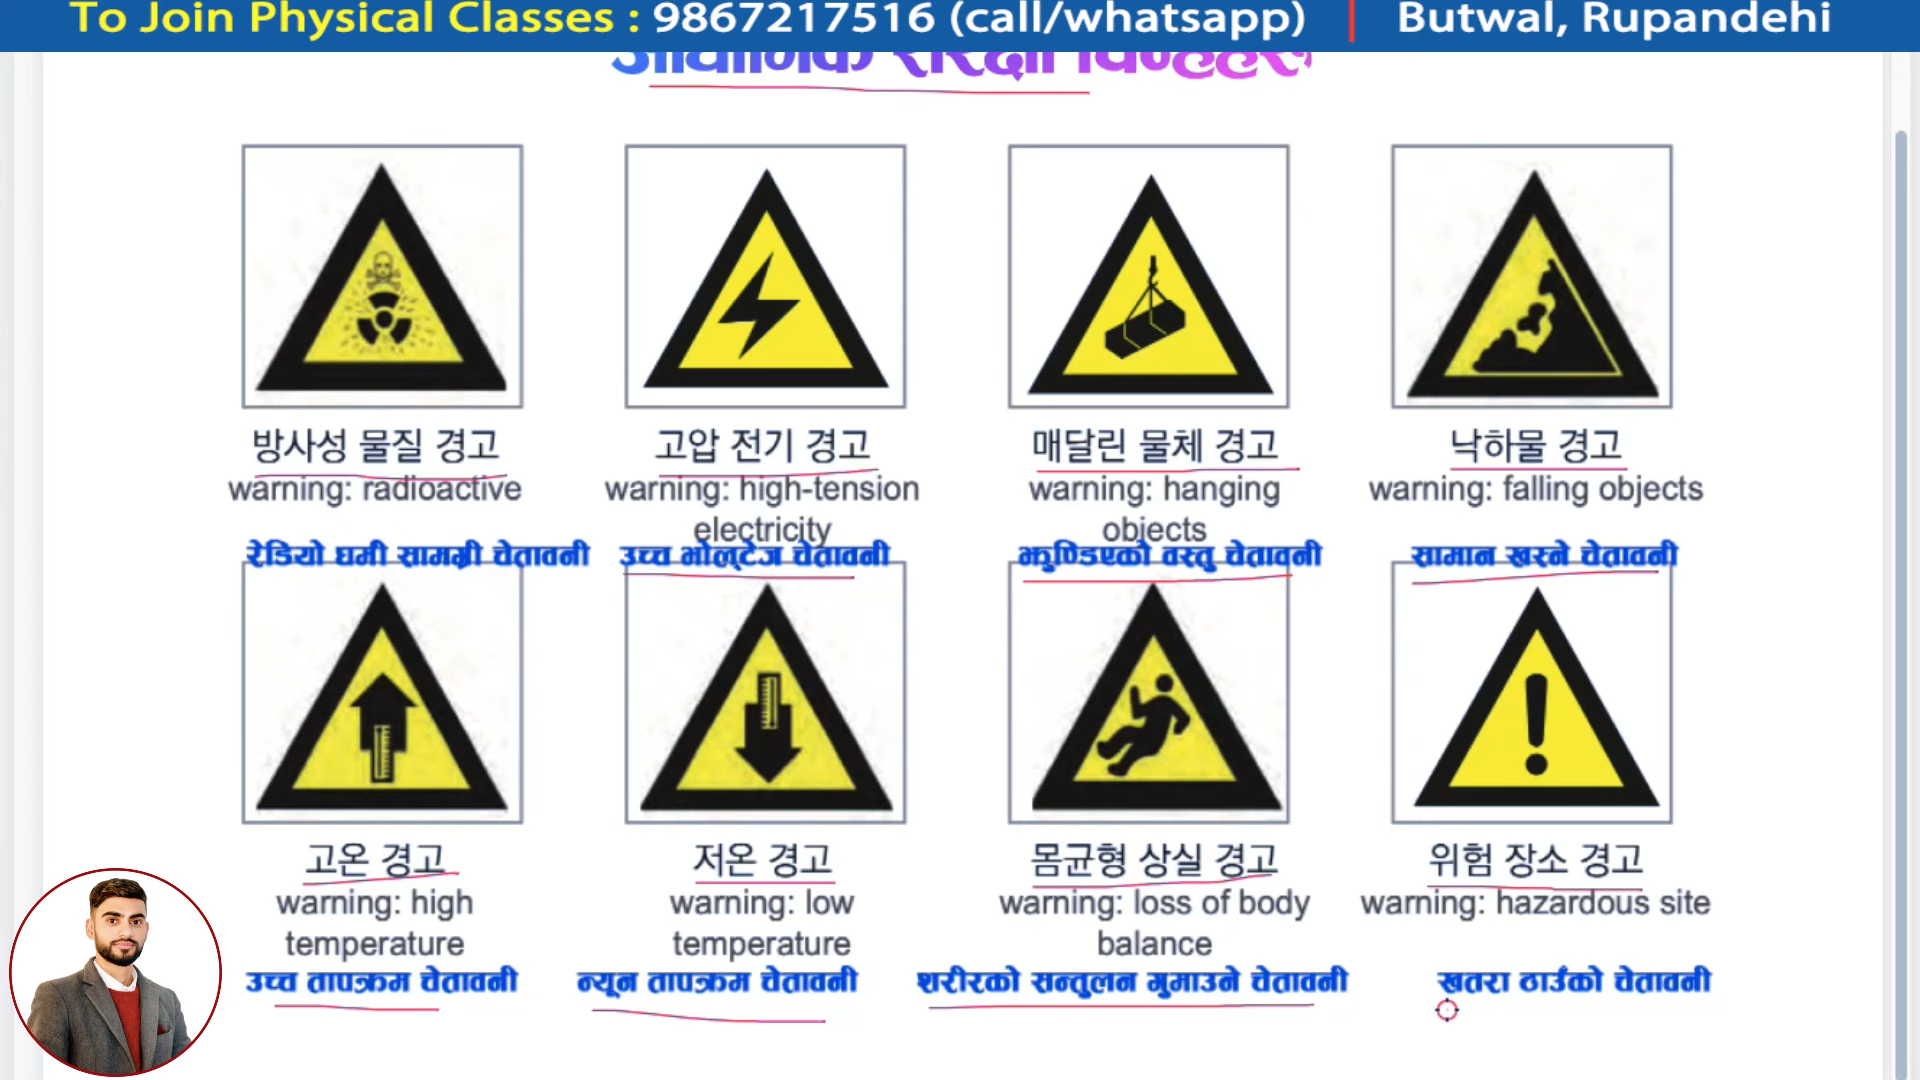 To Join Physical Classes : 9867217516 (call/whatsapp) | Butwal, Rupandehi
방사성 물질 경고
warning: radioactive
रेडियो धर्मी सामग्री चेतावनी
고압 전기 경고
warning: high-tension
electricity
उच्च भोल्टेज चेतावनी
매달린 물체 경고
warning: hanging
objects
झुण्डिएको वस्तु चेतावनी
낙하물 경고
warning: falling objects
सामान खस्ने चेतावनी
고온 경고
warning: high
temperature
उच्च तापक्रम चेतावनी
저온 경고
warning: low
temperature
न्यून तापक्रम चेतावनी
몸균형 상실 경고
warning: loss of body
balance
शरीरको सन्तुलन गुमाउने चेतावनी
위험 장소 경고
warning: hazardous site
खतरा ठाउँको चेतावनी